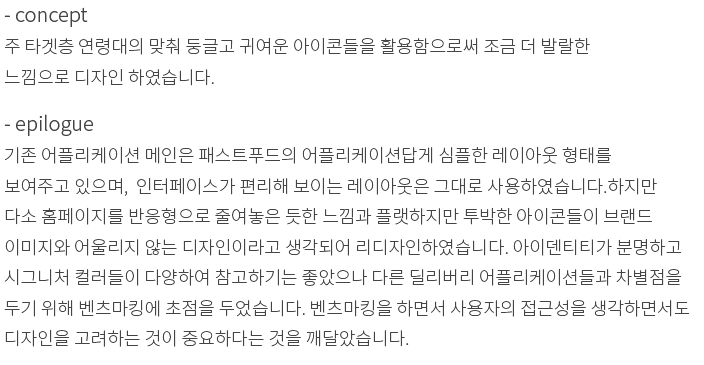 - concept
주 타겟층 연령대의 맞춰 둥글고 귀여운 아이콘들을 활용함으로써 조금 더 발랄한
느낌으로 디자인 하였습니다.
- epilogue
기존 어플리케이션 메인은 패스트푸드의 어플리케이션답게 심플한 레이아웃 형태를
보여주고 있으며,  인터페이스가 편리해 보이는 레이아웃은 그대로 사용하였습니다.하지만
다소 홈페이지를 반응형으로 줄여놓은 듯한 느낌과 플랫하지만 투박한 아이콘들이 브랜드
이미지와 어울리지 않는 디자인이라고 생각되어 리디자인하였습니다. 아이덴티티가 분명하고
시그니처 컬러들이 다양하여 참고하기는 좋았으나 다른 딜리버리 어플리케이션들과 차별점을
두기 위해 벤츠마킹에 초점을 두었습니다. 벤츠마킹을 하면서 사용자의 접근성을 생각하면서도
디자인을 고려하는 것이 중요하다는 것을 깨달았습니다.